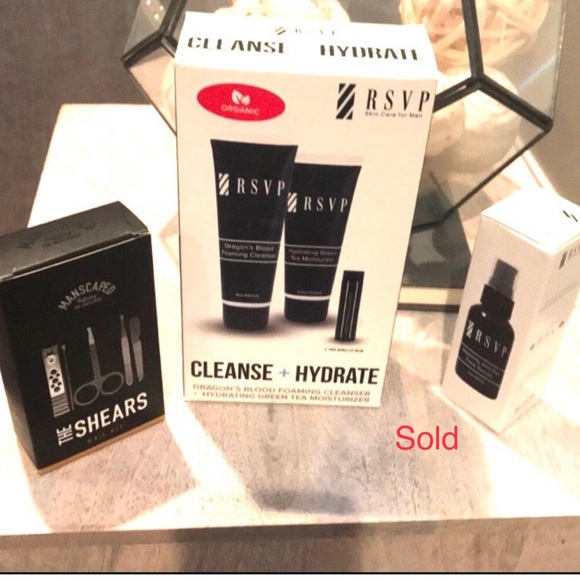 RSVP
CLEANSE HYDRATE
ORGANIC
RSVP
Skin Care for Men
RSVP
Dragon's Blood
Foaming Cleanser
RSVP
Hydrating Green
Tea Moisturizer
CLEANSE + HYDRATE
DRAGON'S BLOOD FOAMING CLEANSER
+ HYDRATING GREEN TEA MOISTURIZER
MANSCAPED
THE SHEARS
NAIL KIT
RSVP
Sold